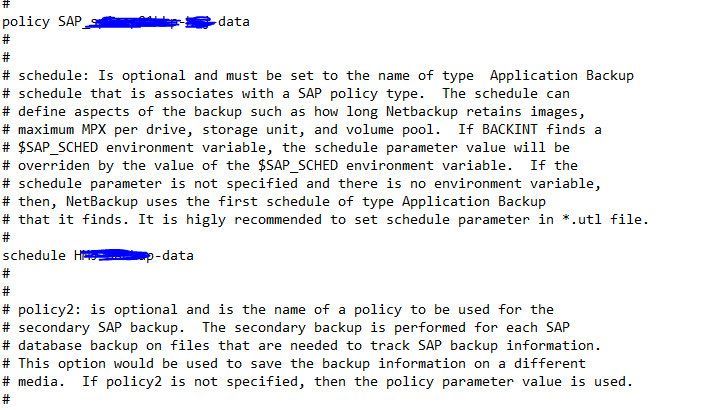 #
policy SAP_ -data
#
#
# schedule: Is optional and must be set to the name of type  Application Backup
# schedule that is associates with a SAP policy type.  The schedule can
# define aspects of the backup such as how long Netbackup retains images,
# maximum MPX per drive, storage unit, and volume pool.  If BACKINT finds a
# $SAP_SCHED environment variable, the schedule parameter value will be
# overriden by the value of the $SAP_SCHED environment variable.  If the
# schedule parameter is not specified and there is no environment variable,
# then, NetBackup uses the first schedule of type Application Backup
# that it finds. It is higly recommended to set schedule parameter in *.utl file.
#
schedule -data
#
#
# policy2: is optional and is the name of a policy to be used for the
# secondary SAP backup.  The secondary backup is performed for each SAP
# database backup on files that are needed to track SAP backup information.
# This option would be used to save the backup information on a different
# media.  If policy2 is not specified, then the policy parameter value is used.
#